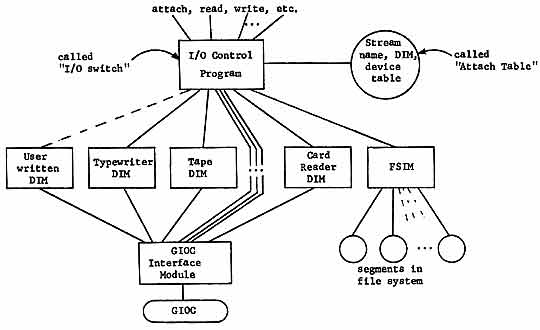 attach, read, write, etc.
called
"I/O switch"
I/O Control
Program
Stream
name, DIM,
device
table
called
"Attach Table"
User
written
DIM
Typewriter
DIM
Tape
DIM
Card
Reader
DIM
FSIM
GIOC
Interface
Module
segments in
file system
GIOC